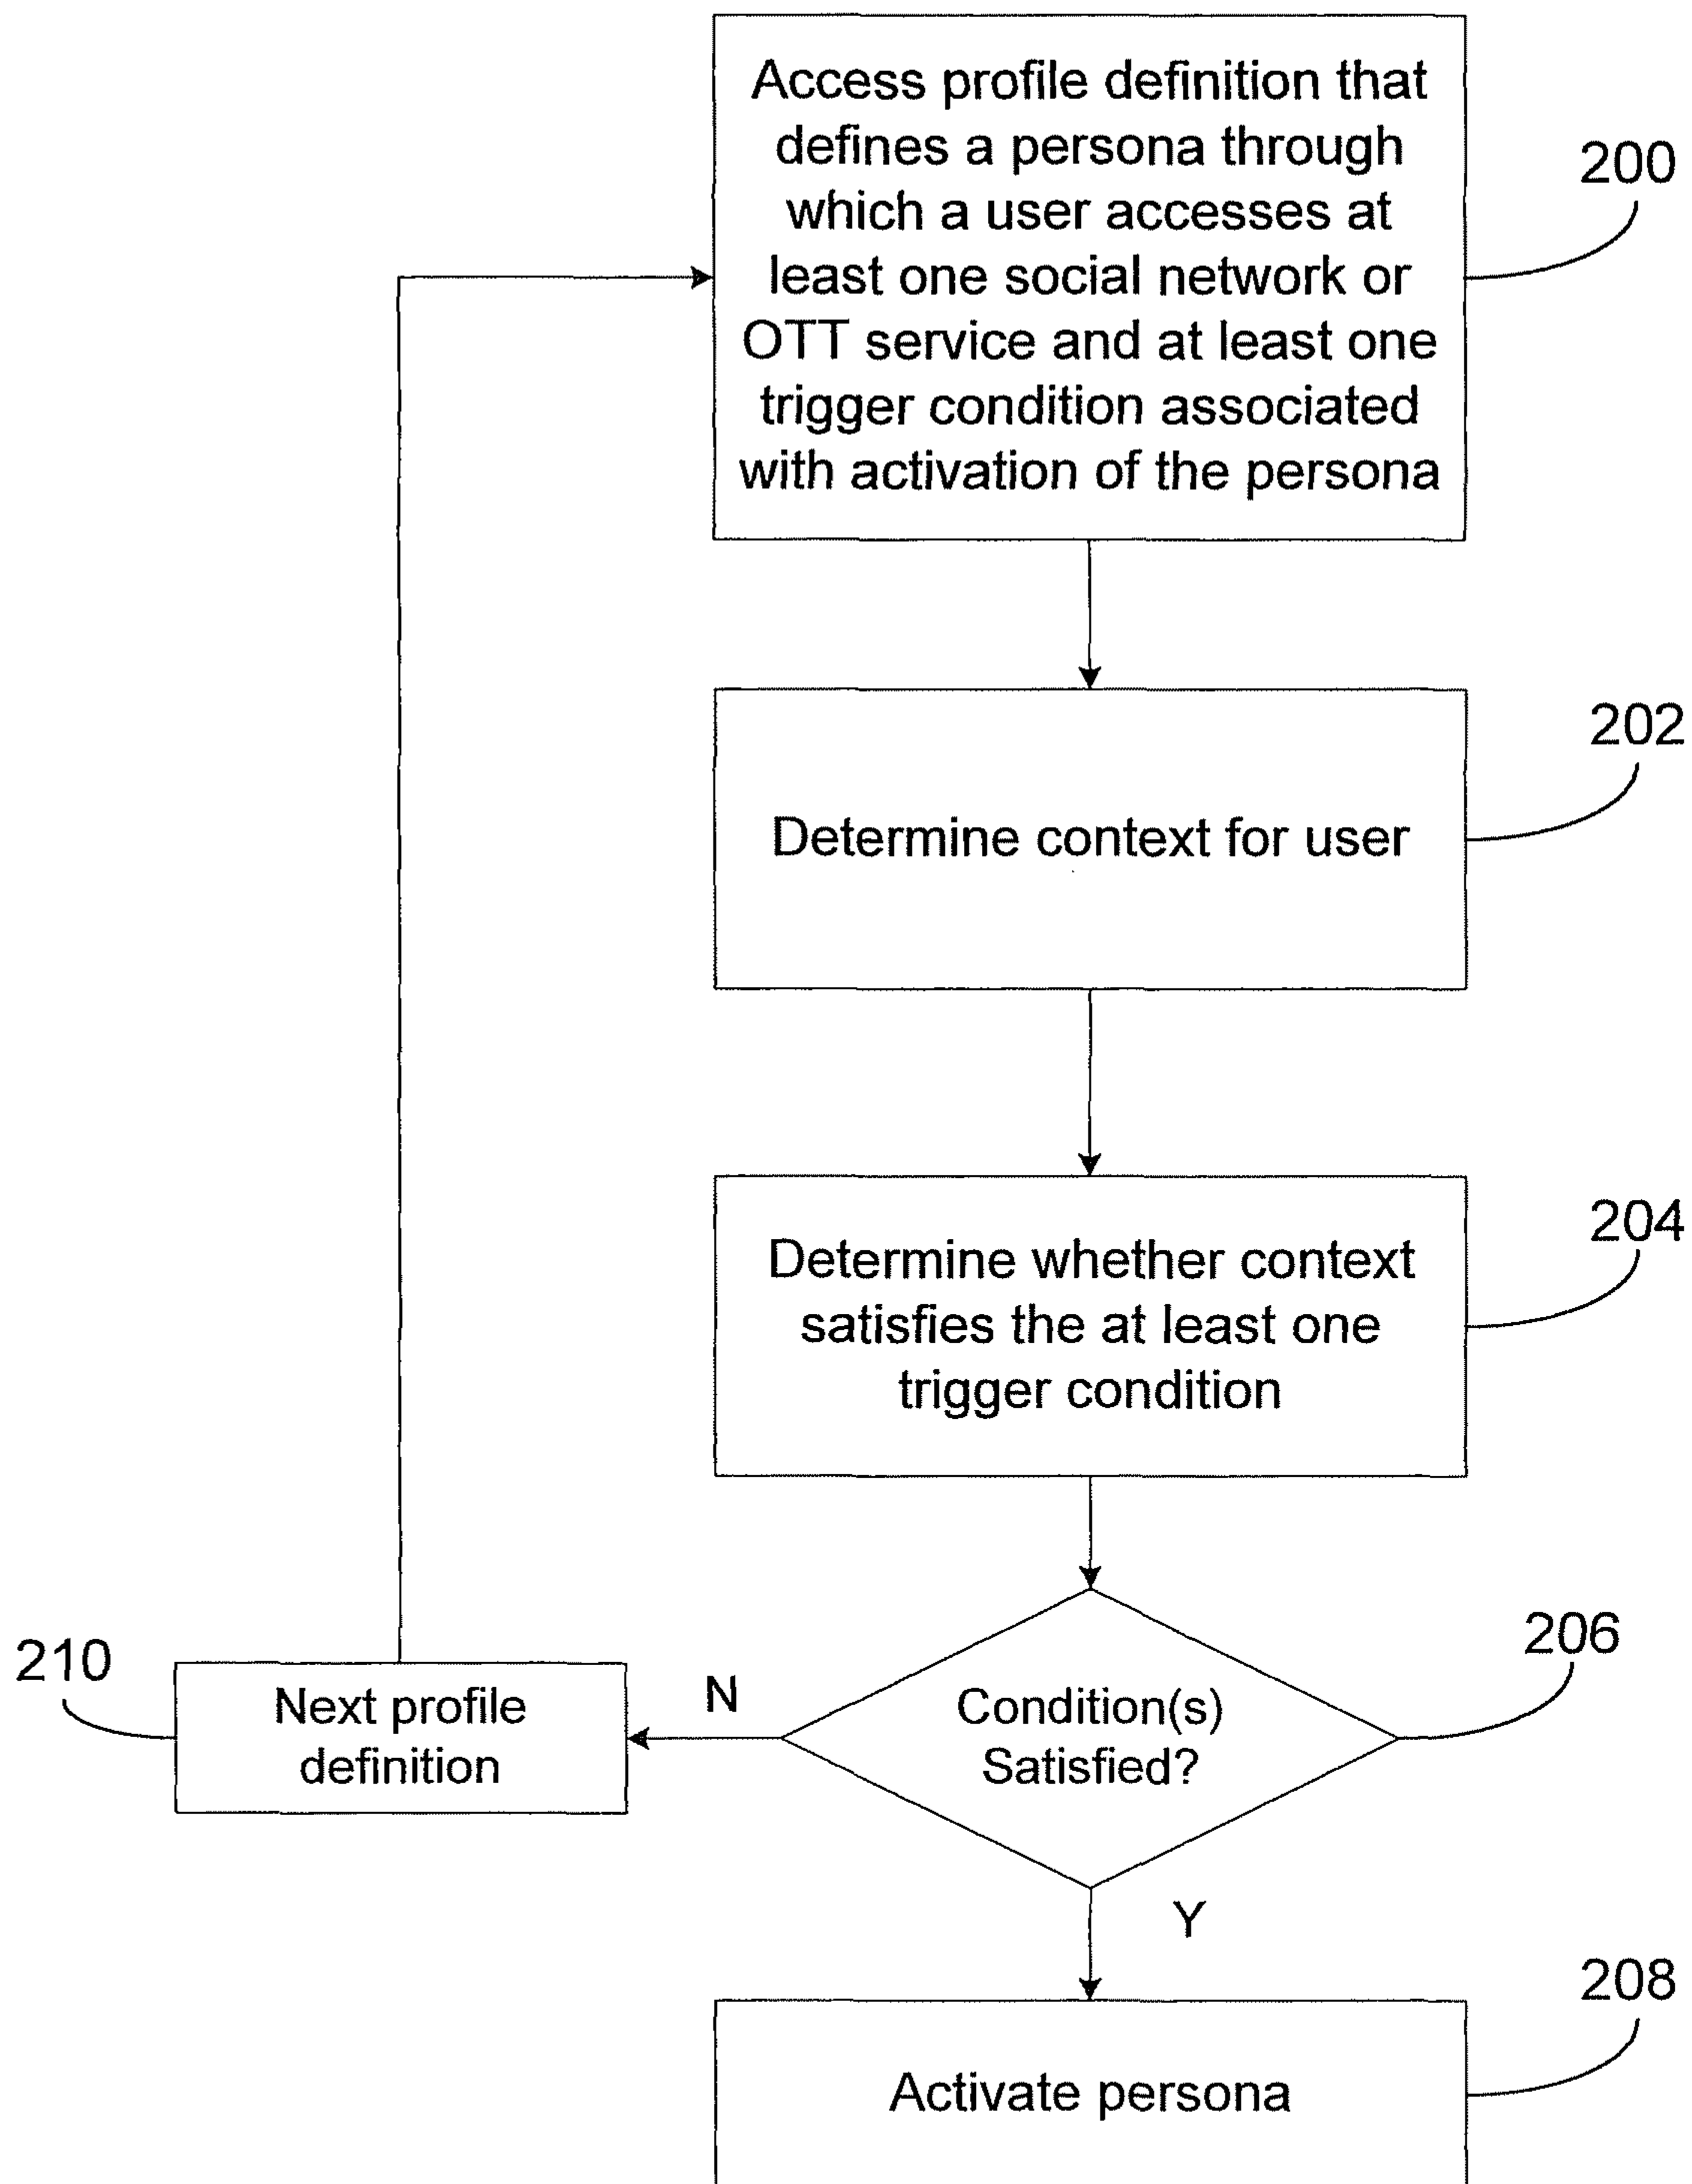 Access profile definition that
defines a persona through
which a user accesses at
least one social network or
OTT service and at least one
trigger condition associated
with activation of the persona
200
Determine context for user
202
Determine whether context
satisfies the at least one
trigger condition
204
Condition(s)
Satisfied?
206
N
210
Next profile
definition
Y
Activate persona
208